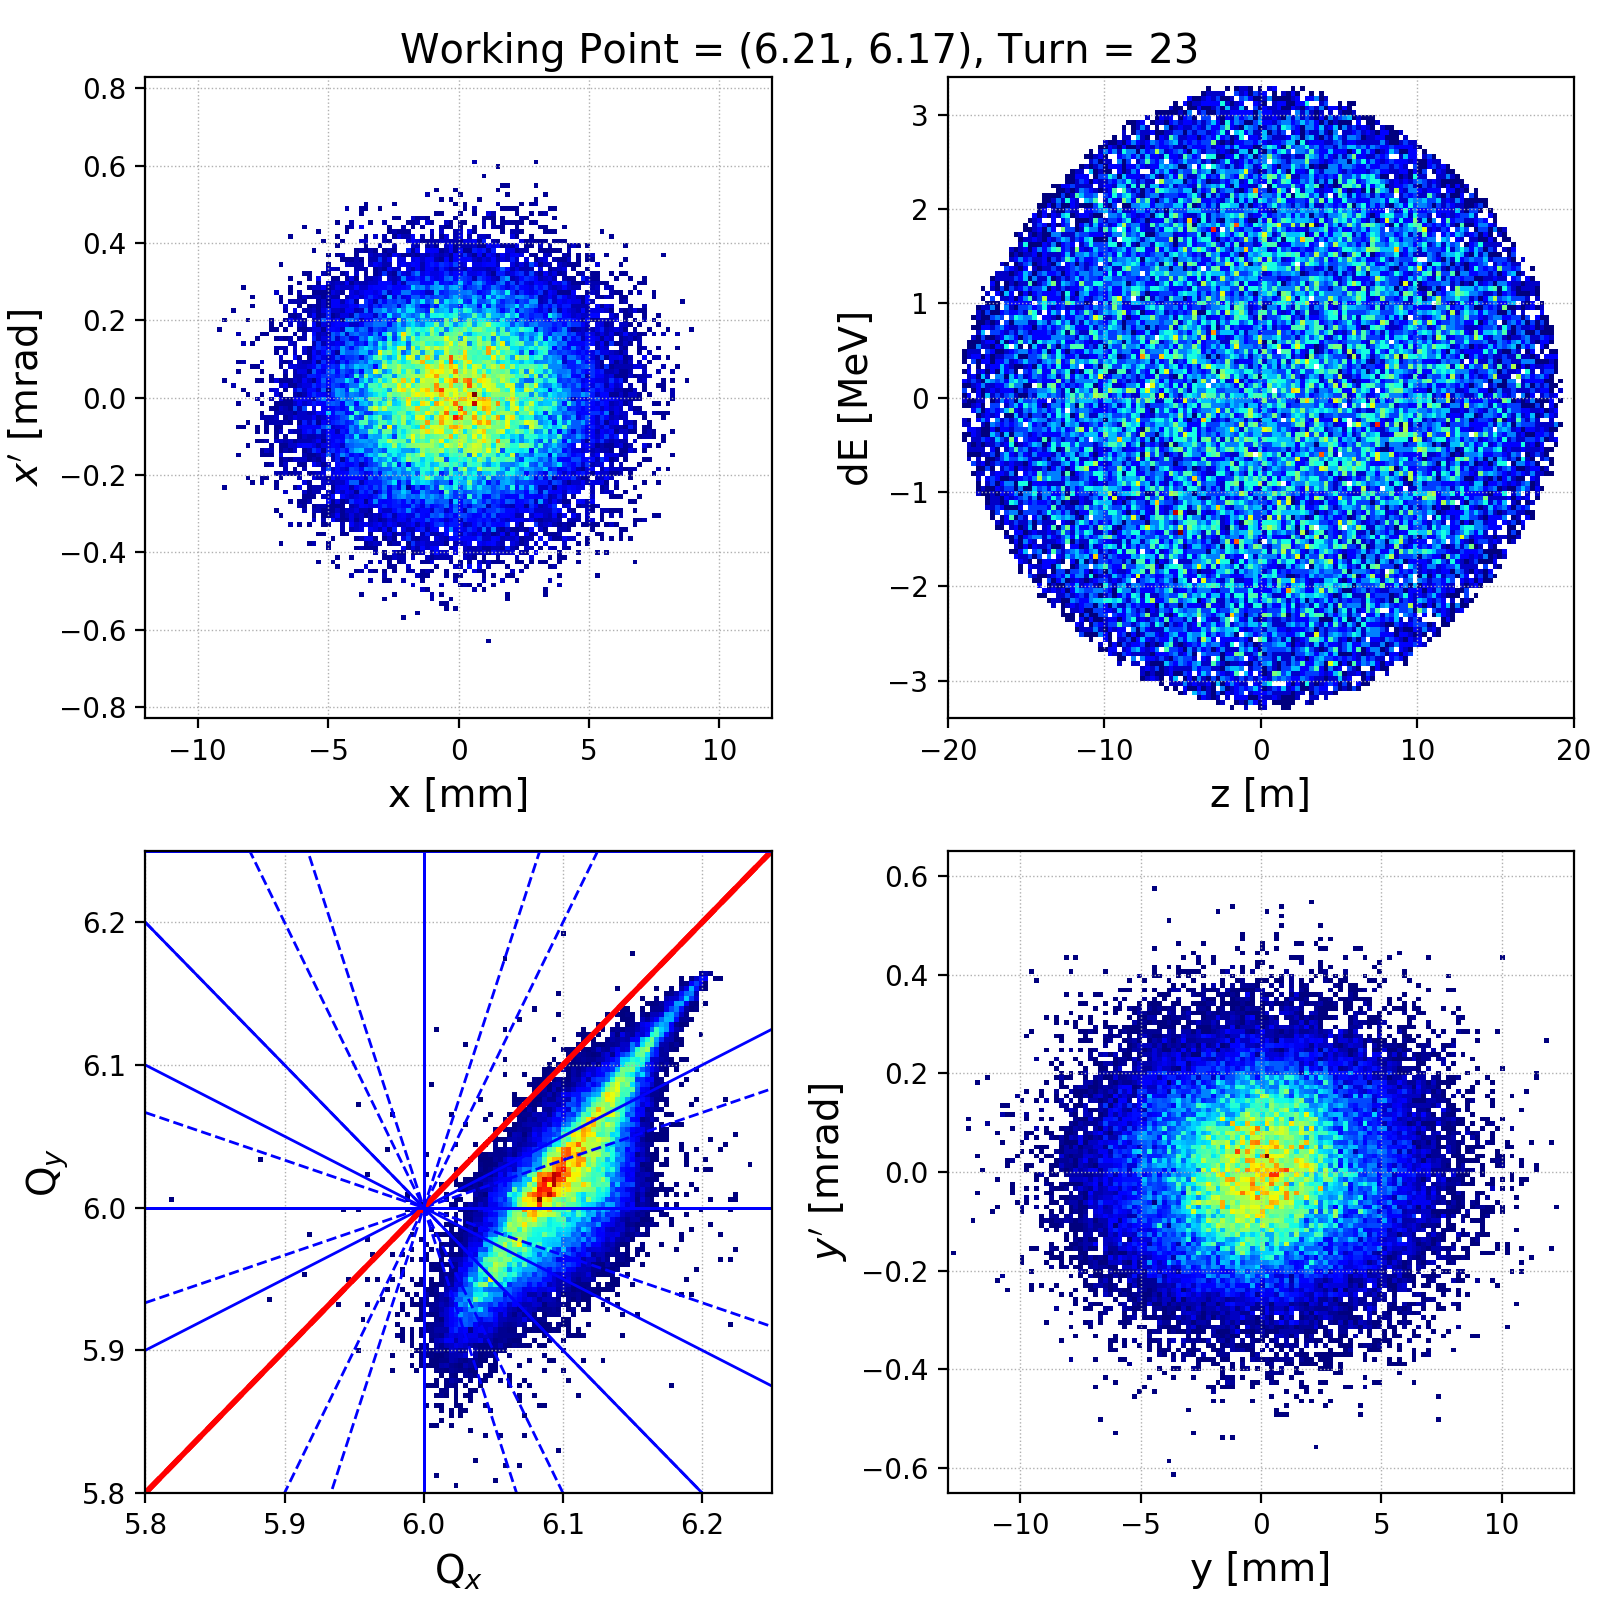 Working Point = (6.21, 6.17), Turn = 23
0.8
0.6
0.4
0.2
0.0
−0.2
−0.4
−0.6
−0.8
x′ [mrad]
−10 −5 0 5 10
x [mm]
3
2
1
0
−1
−2
−3
dE [MeV]
−20 −10 0 10 20
z [m]
6.2
6.1
6.0
5.9
5.8
Qy
5.8 5.9 6.0 6.1 6.2
Qx
0.6
0.4
0.2
0.0
−0.2
−0.4
−0.6
y′ [mrad]
−10 −5 0 5 10
y [mm]